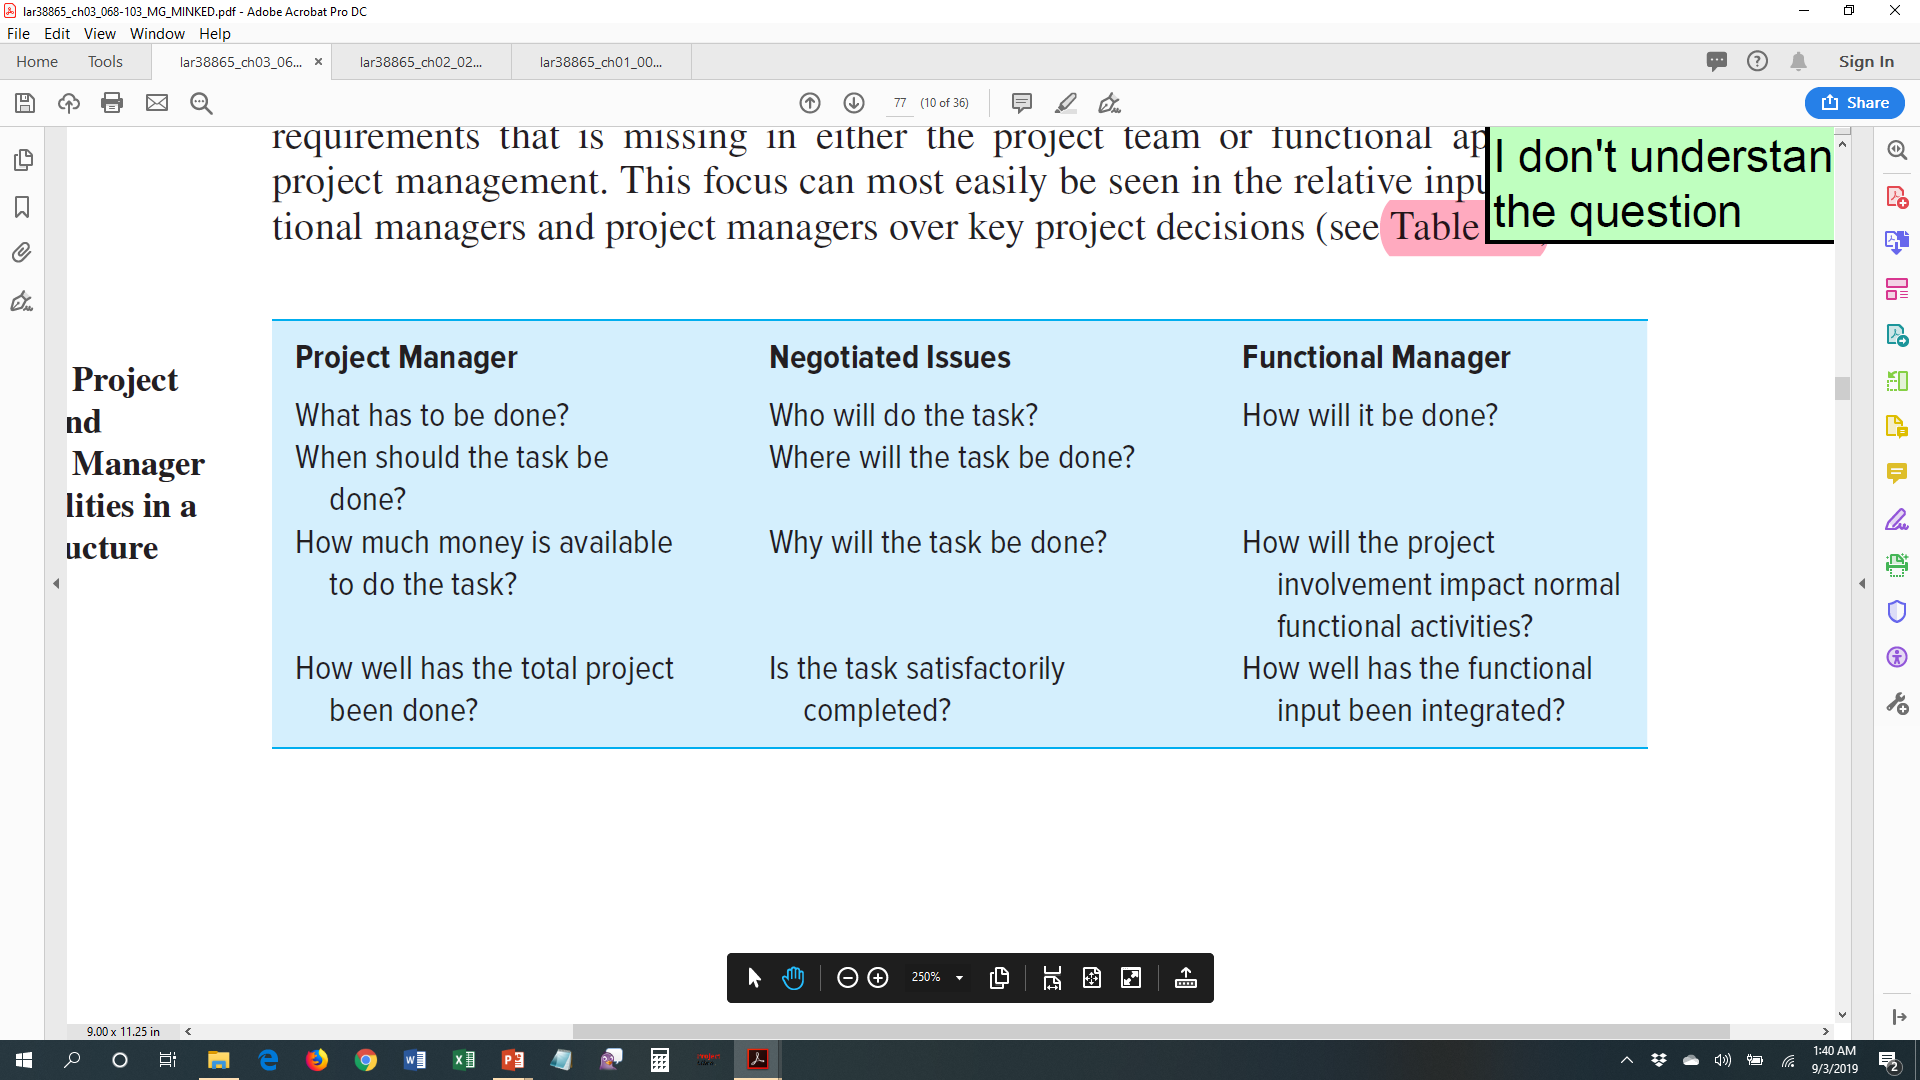 lar38865_ch03_068-103_MG_MINKED.pdf - Adobe Acrobat Pro DC
File Edit View Window Help
Home Tools lar38865_ch03_06... × lar38865_ch02_02... lar38865_ch01_00... Sign In
77 (10 of 36) Share
requirements that is missing in either the project team or functional ap
project management. This focus can most easily be seen in the relative inpu
tional managers and project managers over key project decisions (see Table
I don't understan
the question
Project
nd
Manager
lities in a
ucture
Project Manager Negotiated Issues Functional Manager
What has to be done? Who will do the task? How will it be done?
When should the task be Where will the task be done?
done?
How much money is available Why will the task be done? How will the project
to do the task? involvement impact normal
functional activities?
How well has the total project Is the task satisfactorily How well has the functional
been done? completed? input been integrated?
250%
9.00 x 11.25 in
1:40 AM
9/3/2019
2